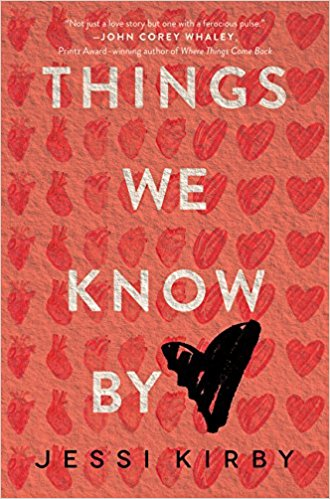 "Not just a love story but one with a ferocious pulse."
—JOHN COREY WHALEY,
Printz Award–winning author of Where Things Come Back
THINGS
WE
KNOW
BY
JESSI KIRBY